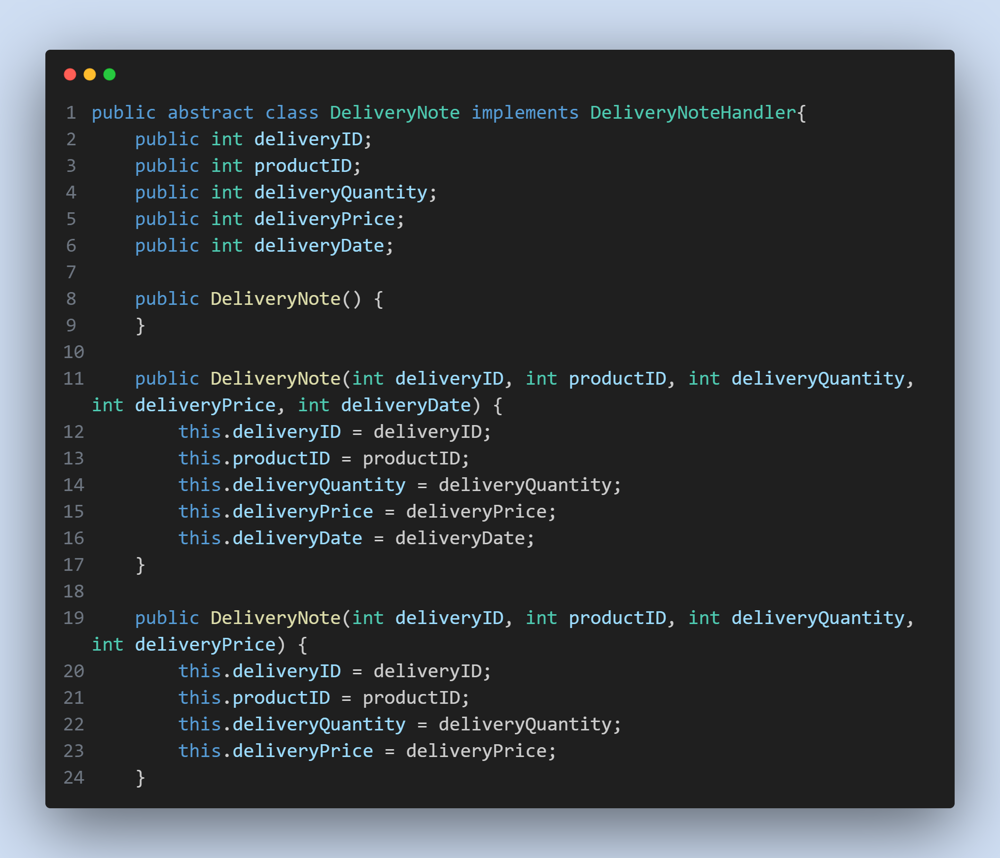 1 public abstract class DeliveryNote implements DeliveryNoteHandler{
2     public int deliveryID;
3     public int productID;
4     public int deliveryQuantity;
5     public int deliveryPrice;
6     public int deliveryDate;
7
8     public DeliveryNote() {
9     }
10
11     public DeliveryNote(int deliveryID, int productID, int deliveryQuantity,
int deliveryPrice, int deliveryDate) {
12         this.deliveryID = deliveryID;
13         this.productID = productID;
14         this.deliveryQuantity = deliveryQuantity;
15         this.deliveryPrice = deliveryPrice;
16         this.deliveryDate = deliveryDate;
17     }
18
19     public DeliveryNote(int deliveryID, int productID, int deliveryQuantity,
int deliveryPrice) {
20         this.deliveryID = deliveryID;
21         this.productID = productID;
22         this.deliveryQuantity = deliveryQuantity;
23         this.deliveryPrice = deliveryPrice;
24     }